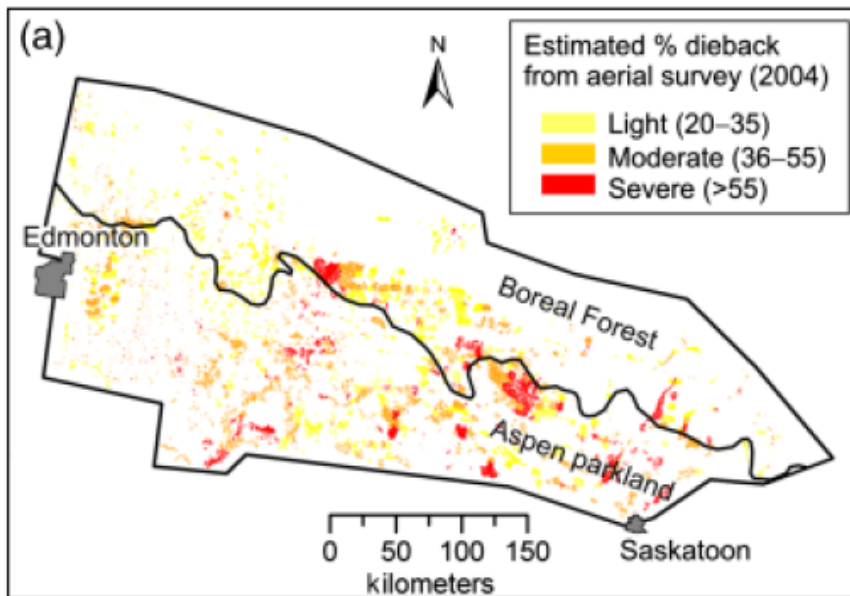 (a)
N
Estimated % dieback
from aerial survey (2004)
Light (20–35)
Moderate (36–55)
Severe (>55)
Edmonton
Boreal Forest
Aspen parkland
0 50 100 150
kilometers
Saskatoon